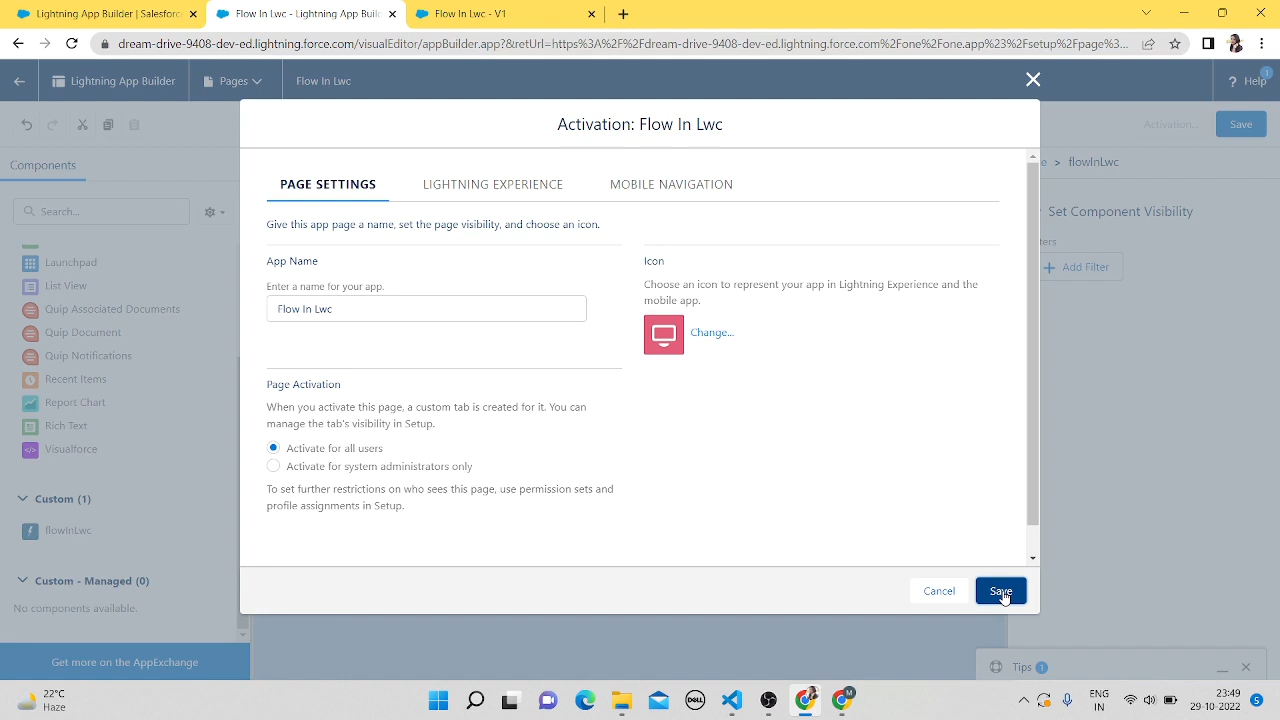 Lightning App Builder | Salesforce
Flow In Lwc - Lightning App Buil
Flow In Lwc - V1
dream-9408-dev-ed.lightning.force.com/visualEditor/appBuilder.app?retUrl=https%3A%2F%2Fdream-9408-dev-ed.lightning.force.com%2Fone%2Fone.app%23%2Fsetup%2Fpage%3...
Lightning App Builder
Pages
Flow In Lwc
? Help
1
Activation: Flow In Lwc
Activation...
Save
Components
e > flowInLwc
PAGE SETTINGS
LIGHTNING EXPERIENCE
MOBILE NAVIGATION
Search...
Set Component Visibility
Give this app page a name, set the page visibility, and choose an icon.
ters
Add Filter
App Name
Enter a name for your app.
Flow In Lwc
Icon
Choose an icon to represent your app in Lightning Experience and the
mobile app.
Change...
Launchpad
List View
Quip Associated Documents
Quip Document
Quip Notifications
Recent Items
Report Chart
Rich Text
Visualforce
Page Activation
When you activate this page, a custom tab is created for it. You can
manage the tab's visibility in Setup.
Activate for all users
Activate for system administrators only
To set further restrictions on who sees this page, use permission sets and
profile assignments in Setup.
Custom (1)
flowInLwc
Custom - Managed (0)
No components available.
Cancel
Save
Get more on the AppExchange
Tips 1
22°C
Haze
DELL
M
ENG
IN
23:49
29-10-2022
5